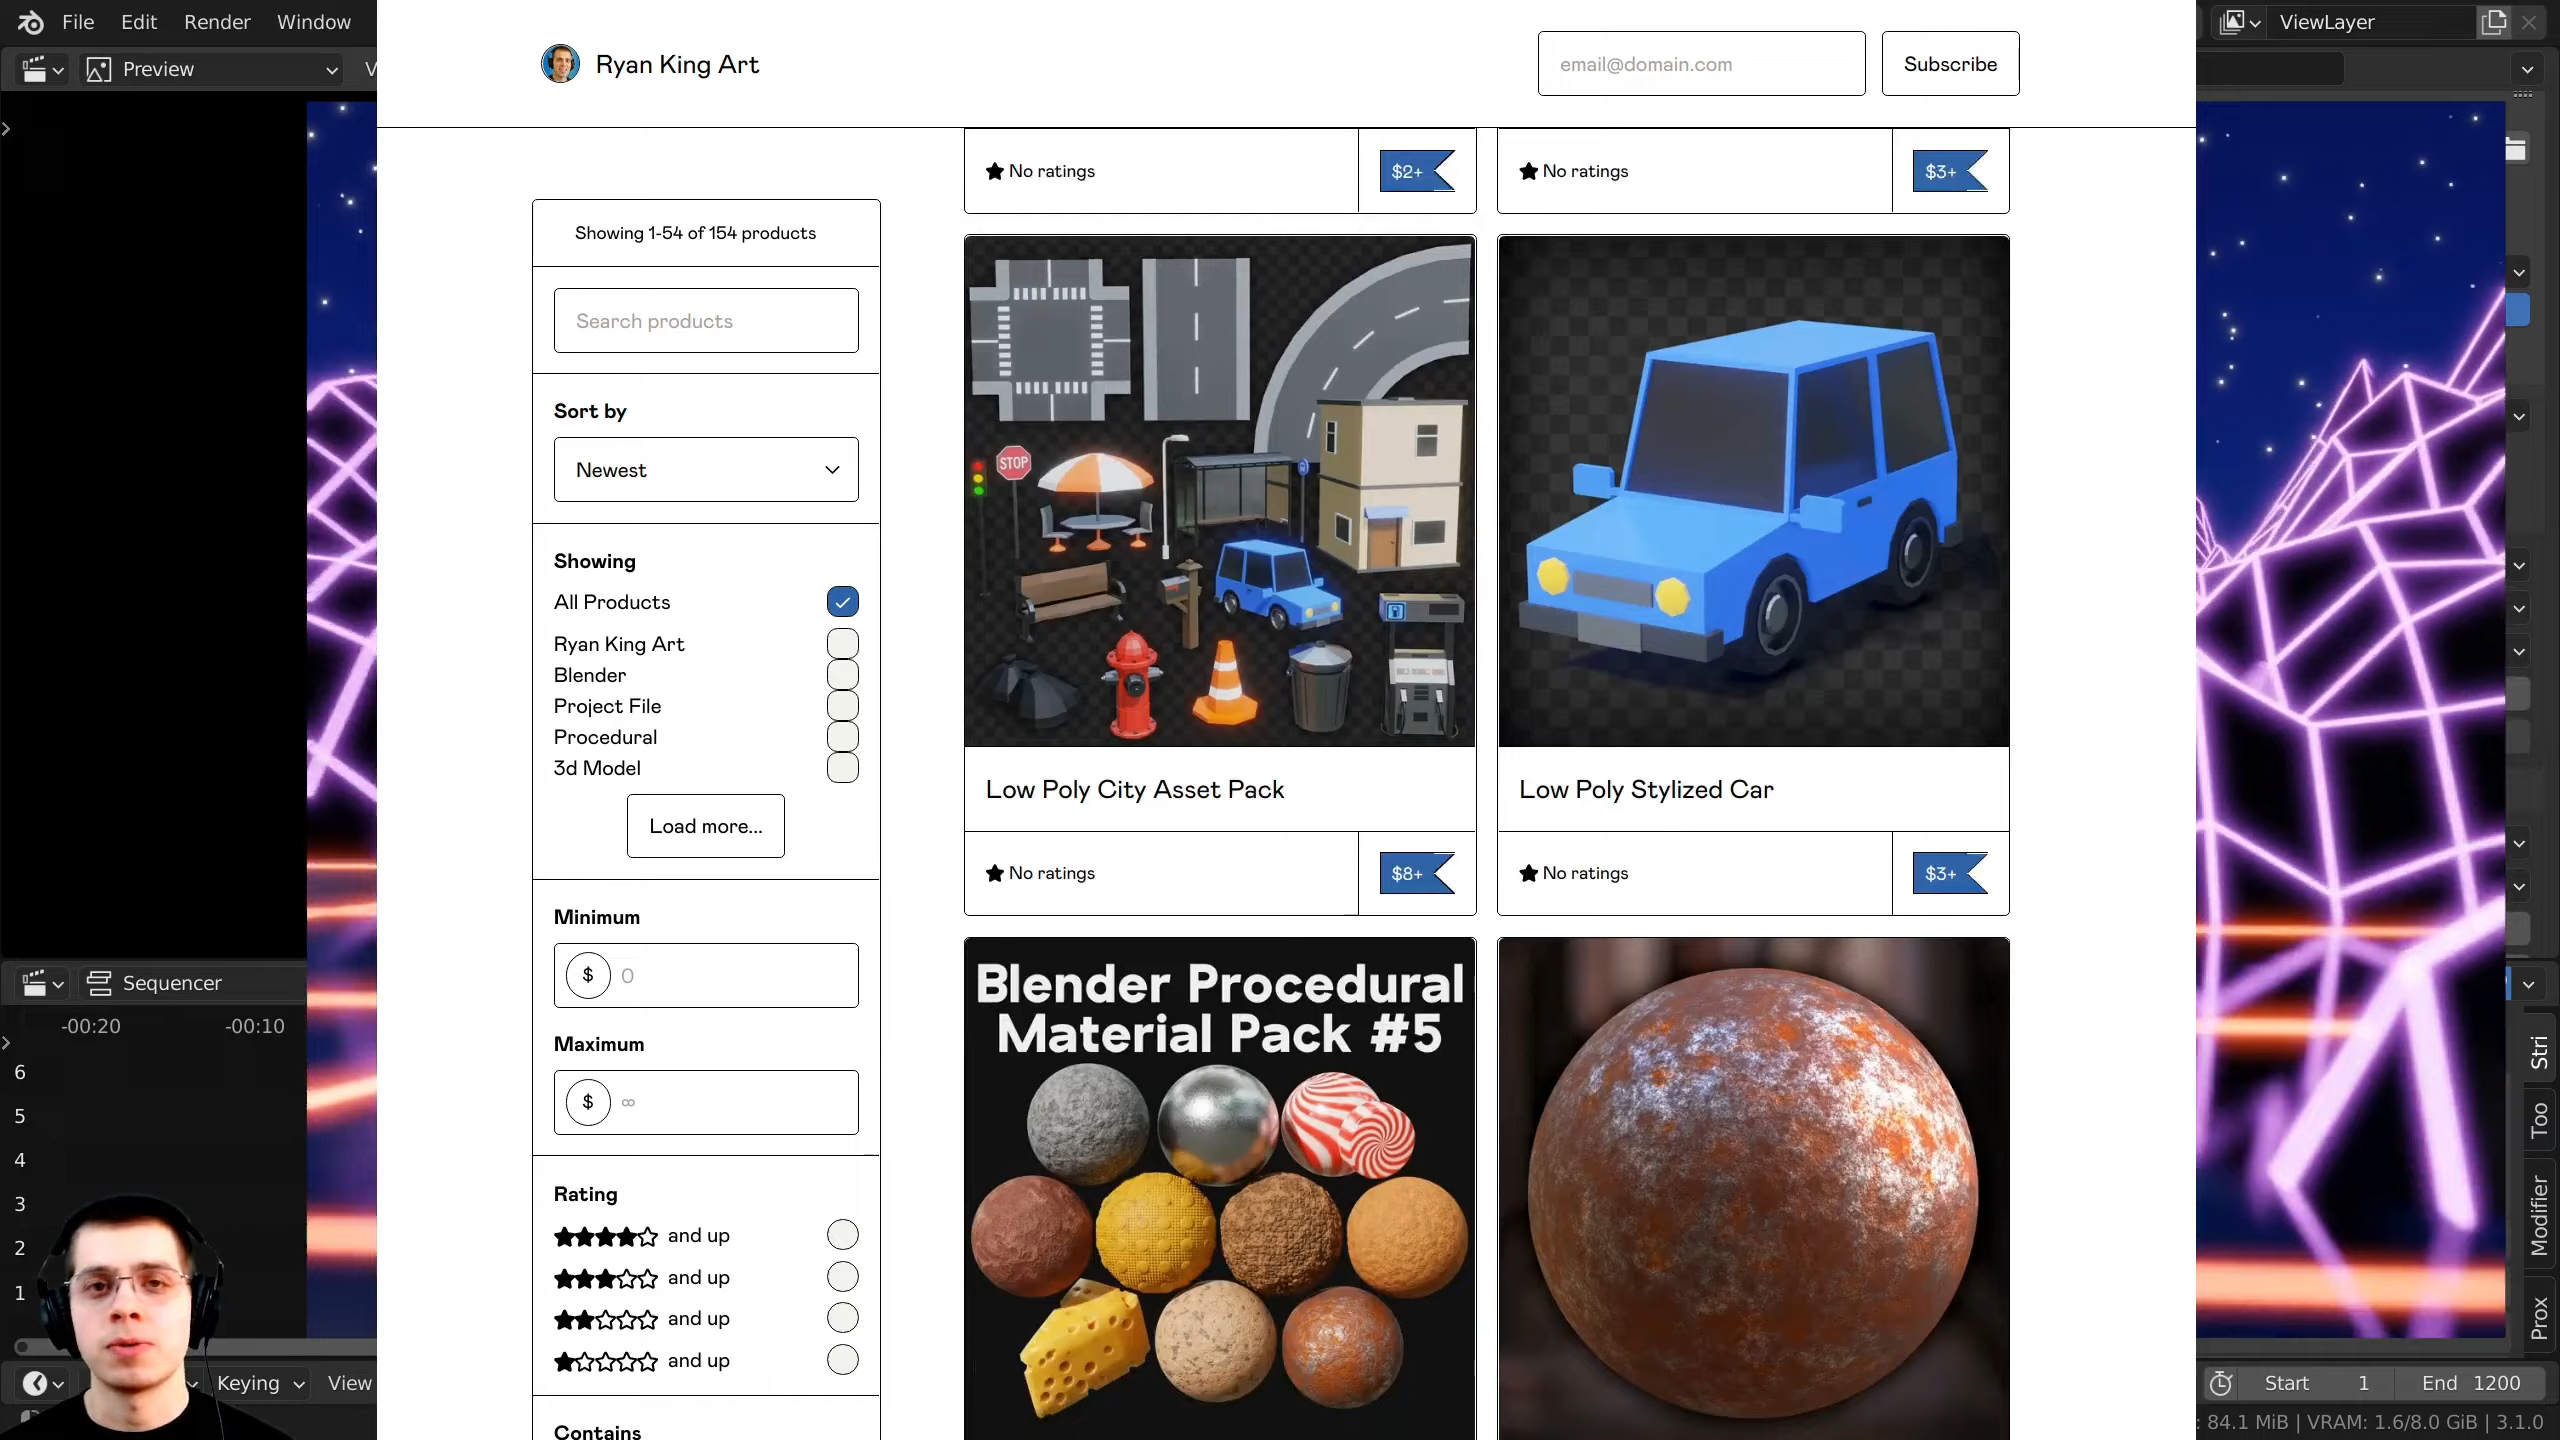 File Edit Render Window
ViewLayer
Preview
V
Ryan King Art
email@domain.com
Subscribe
No ratings
$2+
No ratings
$3+
Showing 1-54 of 154 products
Search products
Sort by
Newest
Showing
All Products
Ryan King Art
Blender
Project File
Procedural
3d Model
Load more...
Minimum
$ 0
Maximum
$ ∞
Rating
and up
and up
and up
and up
Contains
STOP
Low Poly City Asset Pack
No ratings
$8+
Low Poly Stylized Car
No ratings
$3+
Blender Procedural
Material Pack #5
Sequencer
-00:20 -00:10
6
5
4
3
2
1
Keying View
Stri
Too
Modifier
Prox
Start 1
End 1200
: 84.1 MiB | VRAM: 1.6/8.0 GiB | 3.1.0